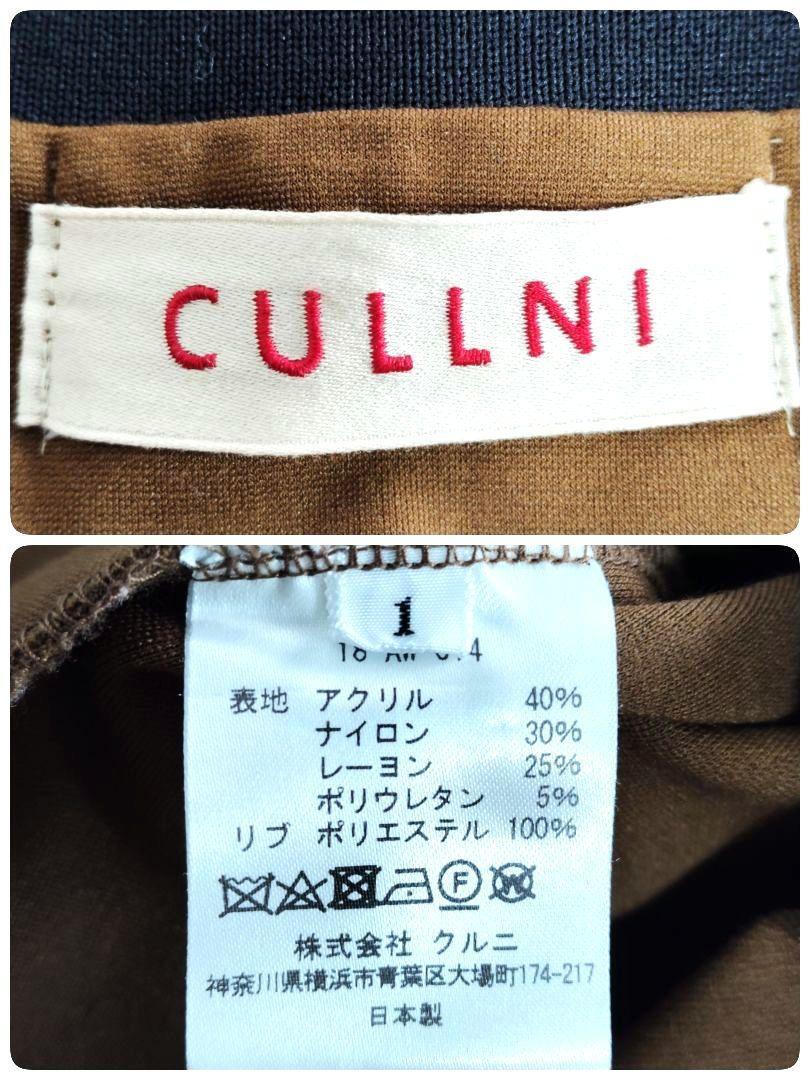 CULLNI
1
表地 アクリル 40%
ナイロン 30%
レーヨン 25%
ポリウレタン 5%
リブ ポリエステル 100%
F W
株式会社 クルニ
神奈川県横浜市青葉区大場町174-217
日本製